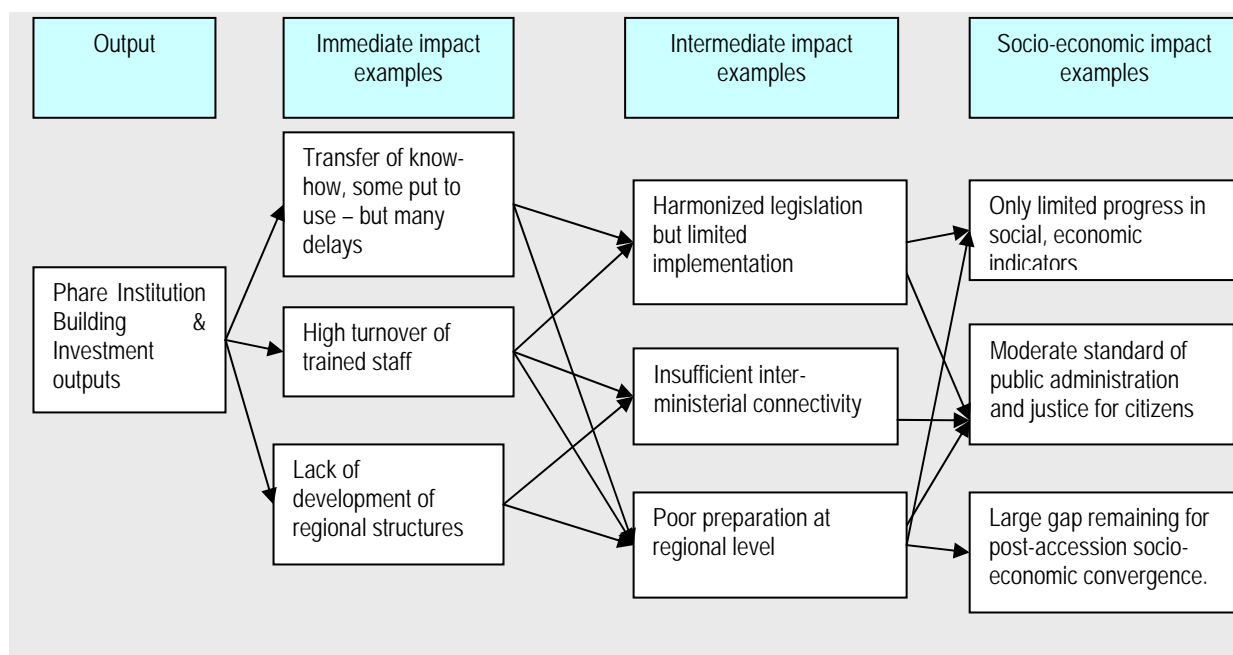 Output
Immediate impact
examples
Intermediate impact
examples
Socio-economic impact
examples
Phare Institution
Building &
Investment
outputs
Transfer of know-
how, some put to
use – but many
delays
High turnover of
trained staff
Lack of
development of
regional structures
Harmonized legislation
but limited
implementation
Insufficient inter-
ministerial connectivity
Poor preparation at
regional level
Only limited progress in
social, economic
indicators
Moderate standard of
public administration
and justice for citizens
Large gap remaining for
post-accession socio-
economic convergence.